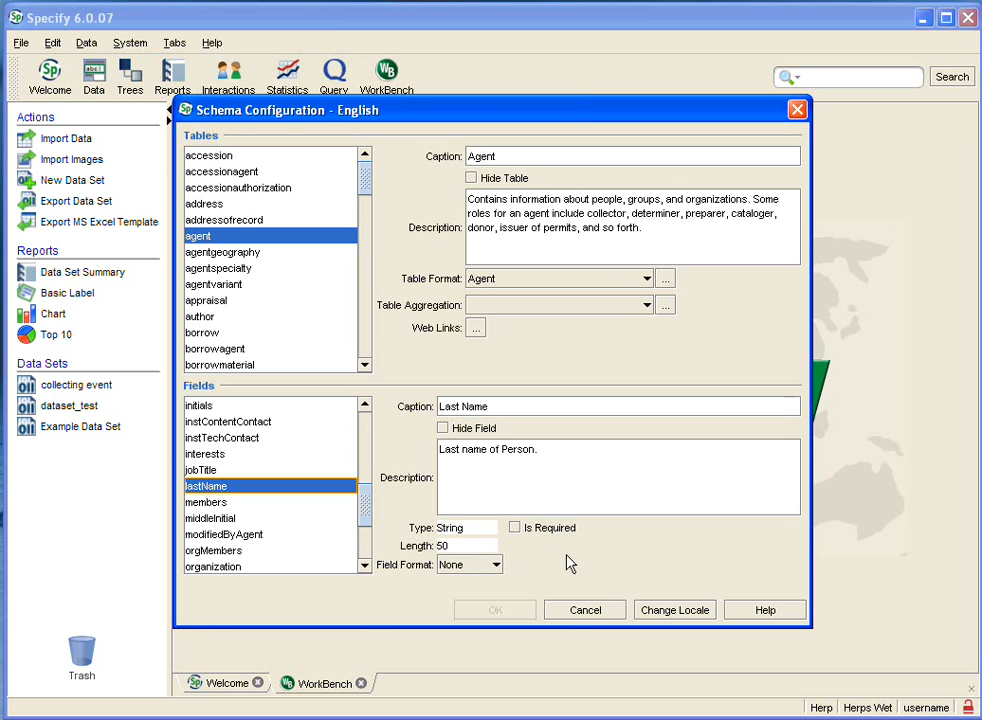 Specify 6.0.07
File Edit Data System Tabs Help
Welcome Data Trees Reports Interactions Statistics Query WorkBench
Search
Actions
Import Data
Import Images
New Data Set
Export Data Set
Export MS Excel Template
Reports
Data Set Summary
Basic Label
Chart
Top 10
Data Sets
collecting event
dataset_test
Example Data Set
Trash
Schema Configuration - English
Tables
accession
accessionagent
accessionauthorization
address
addressofrecord
agent
agentgeography
agentspecialty
agentvariant
appraisal
author
borrow
borrowagent
borrowmaterial
Caption: Agent
Hide Table
Description:
Contains information about people, groups, and organizations. Some
roles for an agent include collector, determiner, preparer, cataloger,
donor, issuer of permits, and so forth.
Table Format: Agent ...
Table Aggregation: ...
Web Links: ...
Fields
initials
instContentContact
instTechContact
interests
jobTitle
lastName
members
middleInitial
modifiedByAgent
orgMembers
organization
Caption: Last Name
Hide Field
Description:
Last name of Person.
Type: String Is Required
Length: 50
Field Format: None
OK Cancel Change Locale Help
Welcome WorkBench
Herp Herps Wet username